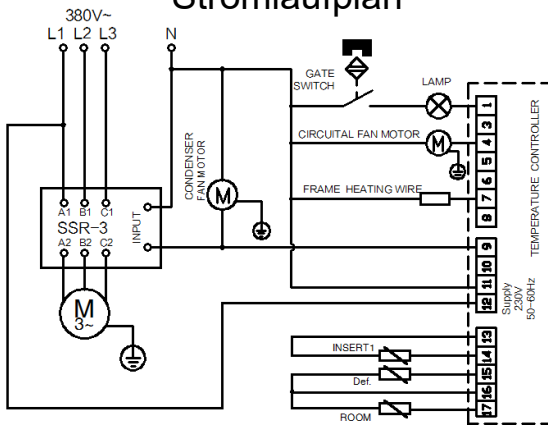 Stromlaufplan
380V~
L1 L2 L3
N
GATE
SWITCH
LAMP
CIRCUITAL FAN MOTOR
M
FRAME HEATING WIRE
CONDENSER
FAN MOTOR
M
A1 B1 C1
SSR-3
A2 B2 C2
INPUT
M
3~
1
3
4
5
6
7
8
9
10
11
12
13
14
15
16
17
TEMPERATURE CONTROLLER
Supply
230V
50-60Hz
INSERT1
Def.
ROOM